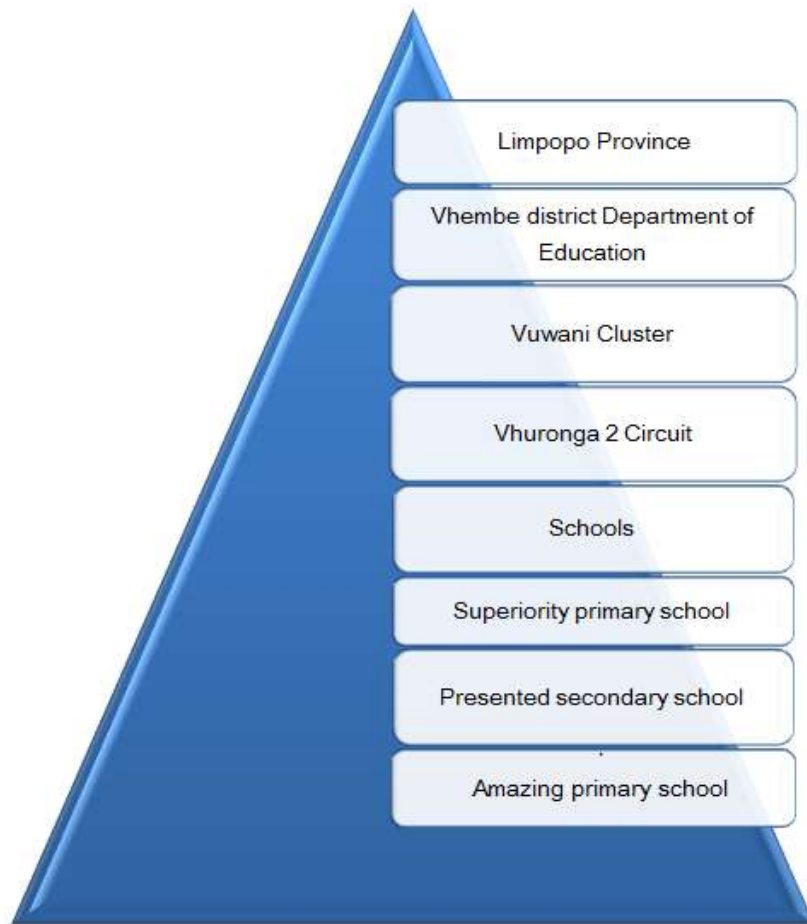 Limpopo Province
Vhembe district Department of
Education
Vuwani Cluster
Vhuronga 2 Circuit
Schools
Superiority primary school
Presented secondary school
Amazing primary school